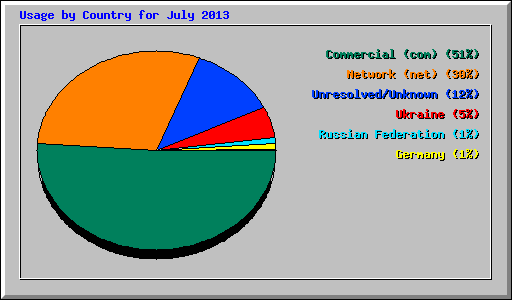 Usage by Country for July 2013
Commercial (com) (51%)
Network (net) (30%)
Unresolved/Unknown (12%)
Ukraine (5%)
Russian Federation (1%)
Germany (1%)